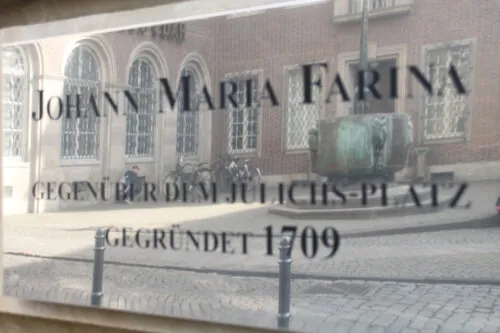 JOHANN MARIA FARINA
GEGENÜBER DEM JÜLICHS-PLATZ
GEGRÜNDET 1709